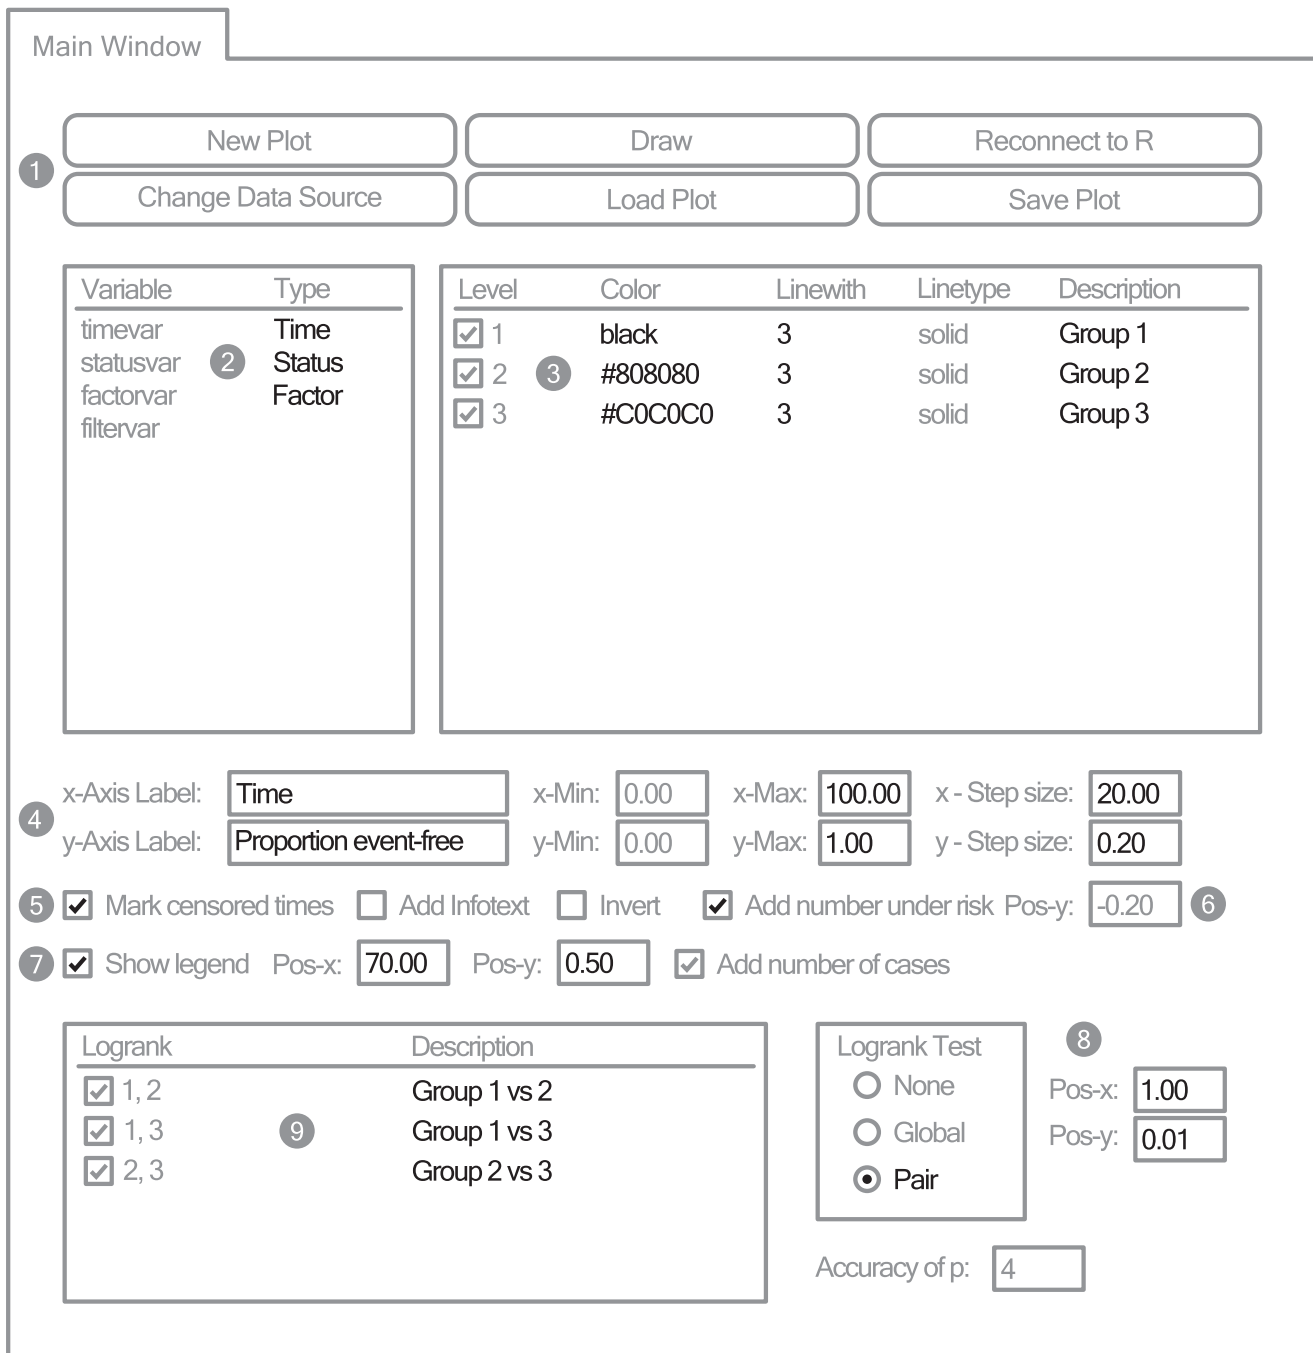 Main Window
New Plot Draw Reconnect to R
1
Change Data Source Load Plot Save Plot
Variable Type
timevar Time
statusvar 2 Status
factorvar Factor
filtervar
Level Color Linewith Linetype Description
1 black 3 solid Group 1
2 3 #808080 3 solid Group 2
3 #C0C0C0 3 solid Group 3
x-Axis Label: Time x-Min: 0.00 x-Max: 100.00 x - Step size: 20.00
4
y-Axis Label: Proportion event-free y-Min: 0.00 y-Max: 1.00 y - Step size: 0.20
5 Mark censored times Add Infotext Invert Add number under risk Pos-y: -0.20 6
7 Show legend Pos-x: 70.00 Pos-y: 0.50 Add number of cases
Logrank Description
1, 2 Group 1 vs 2
1, 3 9 Group 1 vs 3
2, 3 Group 2 vs 3
Logrank Test 8
None Pos-x: 1.00
Global Pos-y: 0.01
Pair
Accuracy of p: 4